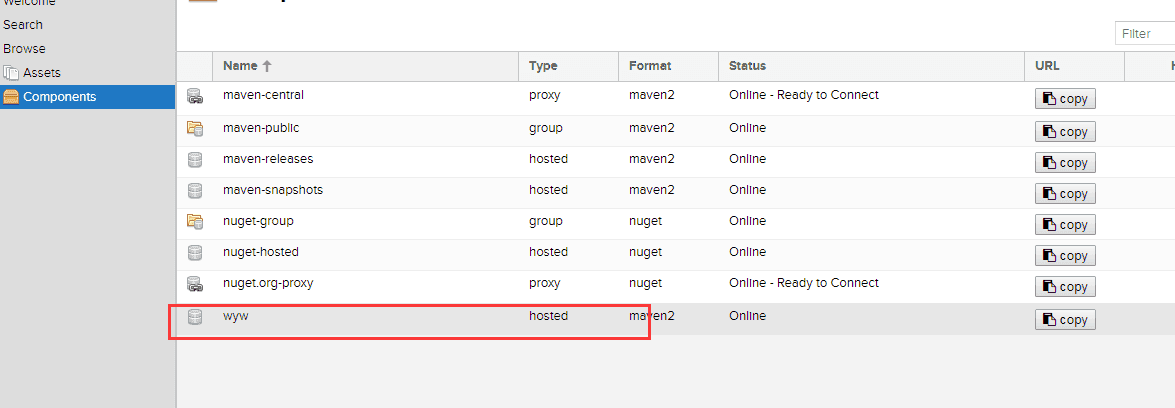 Welcome
Search
Browse
Assets
Components
Filter
Name Type Format Status URL
maven-central proxy maven2 Online - Ready to Connect copy
maven-public group maven2 Online copy
maven-releases hosted maven2 Online copy
maven-snapshots hosted maven2 Online copy
nuget-group group nuget Online copy
nuget-hosted hosted nuget Online copy
nuget.org-proxy proxy nuget Online - Ready to Connect copy
wyw hosted maven2 Online copy